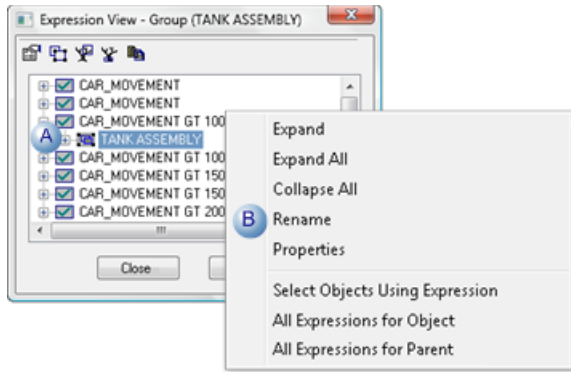 Expression View - Group (TANK ASSEMBLY)
CAR_MOVEMENT
CAR_MOVEMENT
CAR_MOVEMENT GT 100
A
TANK ASSEMBLY
CAR_MOVEMENT GT 100
CAR_MOVEMENT GT 150
CAR_MOVEMENT GT 150
CAR_MOVEMENT GT 200
Close
Expand
Expand All
Collapse All
B
Rename
Properties
Select Objects Using Expression
All Expressions for Object
All Expressions for Parent